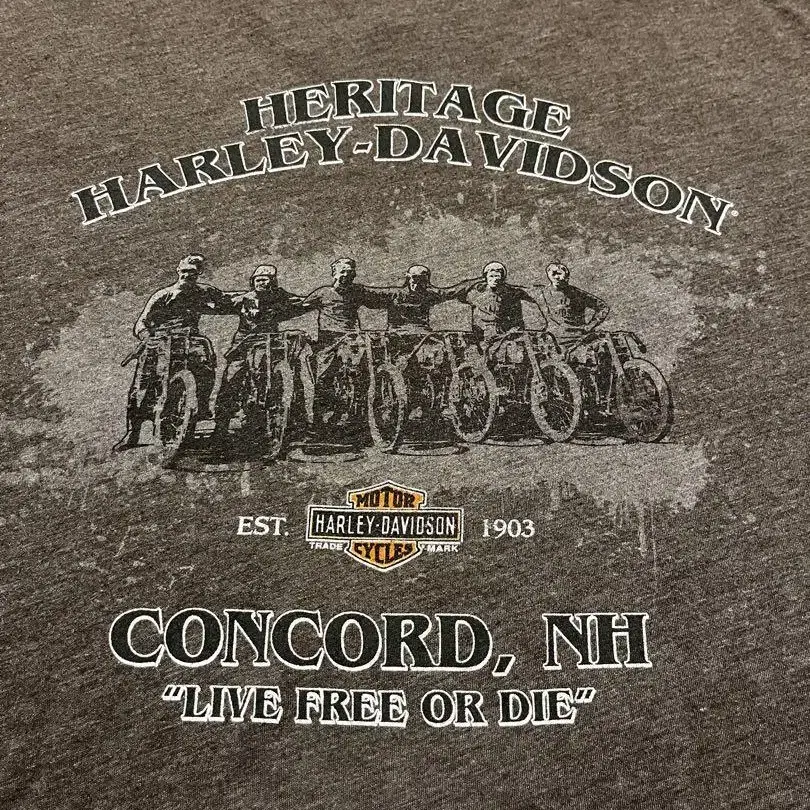 HERITAGE
HARLEY-DAVIDSON
EST.
MOTOR
HARLEY-DAVIDSON
TRADE MARK
CYCLES
1903
CONCORD, NH
"LIVE FREE OR DIE"